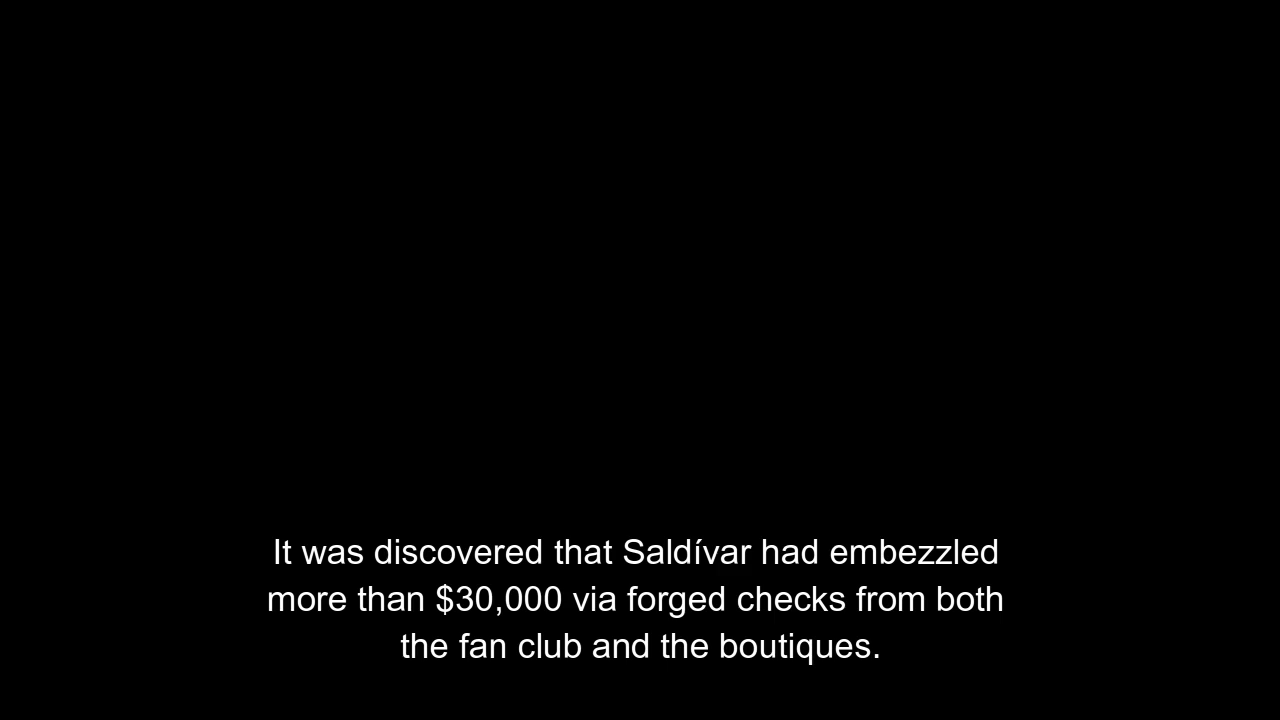 It was discovered that Saldívar had embezzled
more than $30,000 via forged checks from both
the fan club and the boutiques.